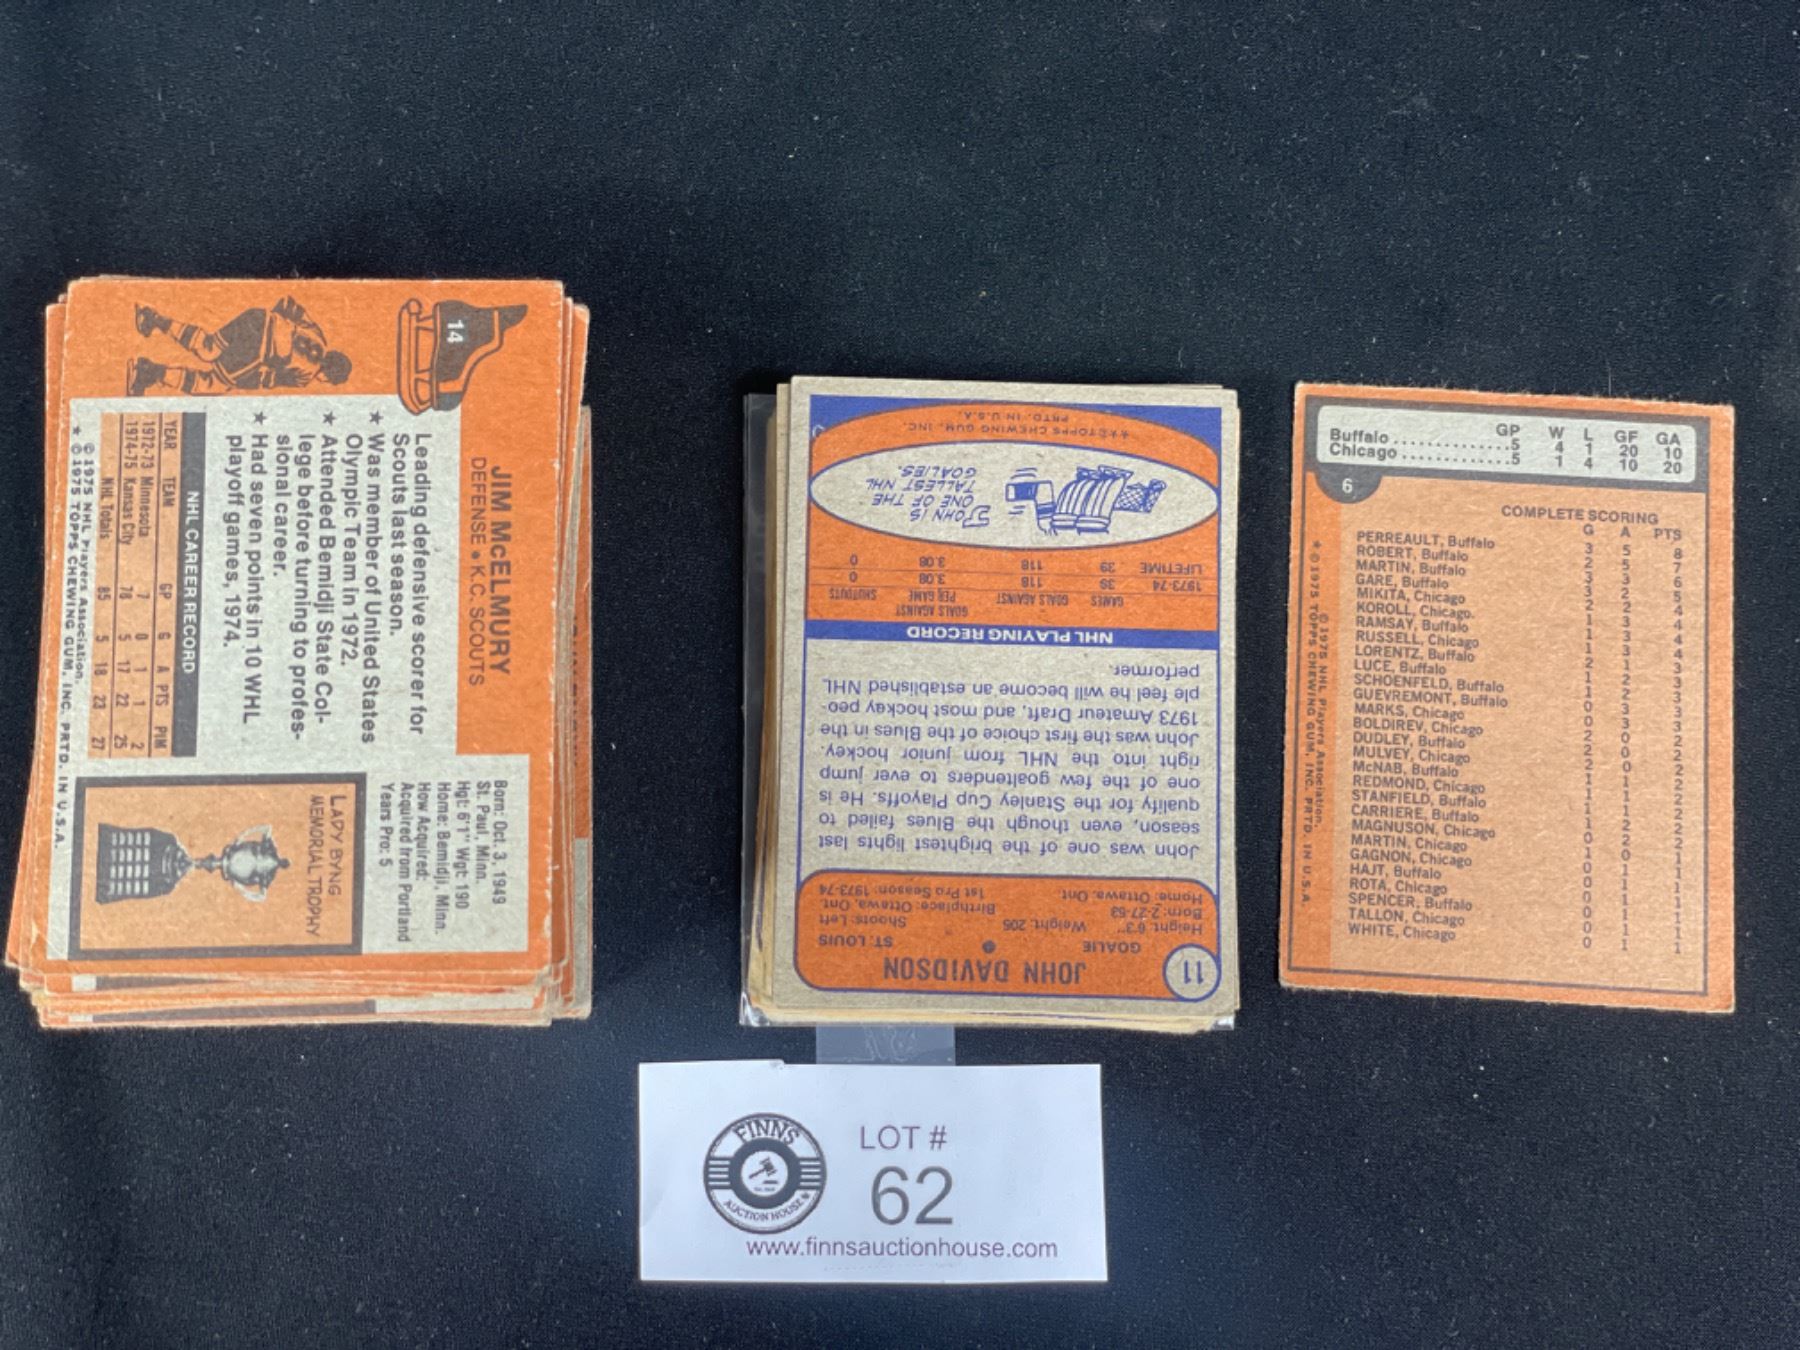 14
JIM McELMURY
DEFENSE • K.C. SCOUTS
Leading defensive scorer for
Scouts last season.
★ Was member of United States
Olympic Team in 1972.
★ Attended Bemidji State Col-
lege before turning to profes-
sional career.
★ Had seven points in 10 WHL
playoff games, 1974.
NHL CAREER RECORD
YEAR TEAM GP G A PTS PIM
1972-73 Minnesota 7 0 1 1 2
1974-75 Kansas City 78 5 17 22 25
NHL Totals 85 5 18 23 27
© 1975 NHL Players Association.
★ © 1975 TOPPS CHEWING GUM, INC. PRTD. IN U.S.A.
Born: Oct. 3, 1949
St. Paul, Minn.
Hgt: 6'1" Wgt: 190
Home: Bemidji, Minn.
How Acquired:
Acquired from Portland
Years Pro: 5
LADY BYNG
MEMORIAL TROPHY
11
JOHN DAVIDSON
GOALIE • ST. LOUIS
Height: 6'3" Weight: 205 Shoots: Left
Born: 2-27-53 Birthplace: Ottawa, Ont.
Home: Ottawa, Ont. 1st Pro Season: 1973-74
John was one of the brightest lights last
season, even though the Blues failed to
qualify for the Stanley Cup Playoffs. He is
one of the few goaltenders to ever jump
right into the NHL from junior hockey.
John was the first choice of the Blues in the
1973 Amateur Draft, and most hockey peo-
ple feel he will become an established NHL
performer.
NHL PLAYING RECORD
GAMES GOALS AGAINST GOALS AGAINST PER GAME SHUTOUTS
1973-74 39 118 3.08 0
LIFETIME 39 118 3.08 0
JOHN IS
ONE OF THE
TALLEST NHL
GOALIES.
★★© TOPPS CHEWING GUM, INC.
PRTD. IN U.S.A.
GP W L GF GA
Buffalo .............5 4 1 20 10
Chicago .............5 1 4 10 20
6
COMPLETE SCORING
G A PTS
PERREAULT, Buffalo 3 5 8
ROBERT, Buffalo 2 5 7
MARTIN, Buffalo 3 3 6
GARE, Buffalo 3 2 5
MIKITA, Chicago 2 2 4
KOROLL, Chicago 1 3 4
RAMSAY, Buffalo 1 3 4
RUSSELL, Chicago 1 3 4
LORENTZ, Buffalo 2 1 3
LUCE, Buffalo 1 2 3
SCHOENFELD, Buffalo 1 2 3
GUEVREMONT, Buffalo 0 3 3
MARKS, Chicago 0 3 3
BOLDIREV, Chicago 2 0 2
DUDLEY, Buffalo 2 0 2
MULVEY, Chicago 2 0 2
McNAB, Buffalo 1 1 2
REDMOND, Chicago 1 1 2
STANFIELD, Buffalo 1 1 2
CARRIERE, Buffalo 0 2 2
MAGNUSON, Chicago 0 2 2
MARTIN, Chicago 1 0 1
GAGNON, Chicago 0 1 1
HAJT, Buffalo 0 1 1
ROTA, Chicago 0 1 1
SPENCER, Buffalo 0 1 1
TALLON, Chicago 0 1 1
WHITE, Chicago 0 1 1
© 1975 NHL Players Association.
★ © 1975 TOPPS CHEWING GUM, INC. PRTD. IN U.S.A.
FINNS
AUCTION HOUSE
LOT #
62
www.finnsauctionhouse.com